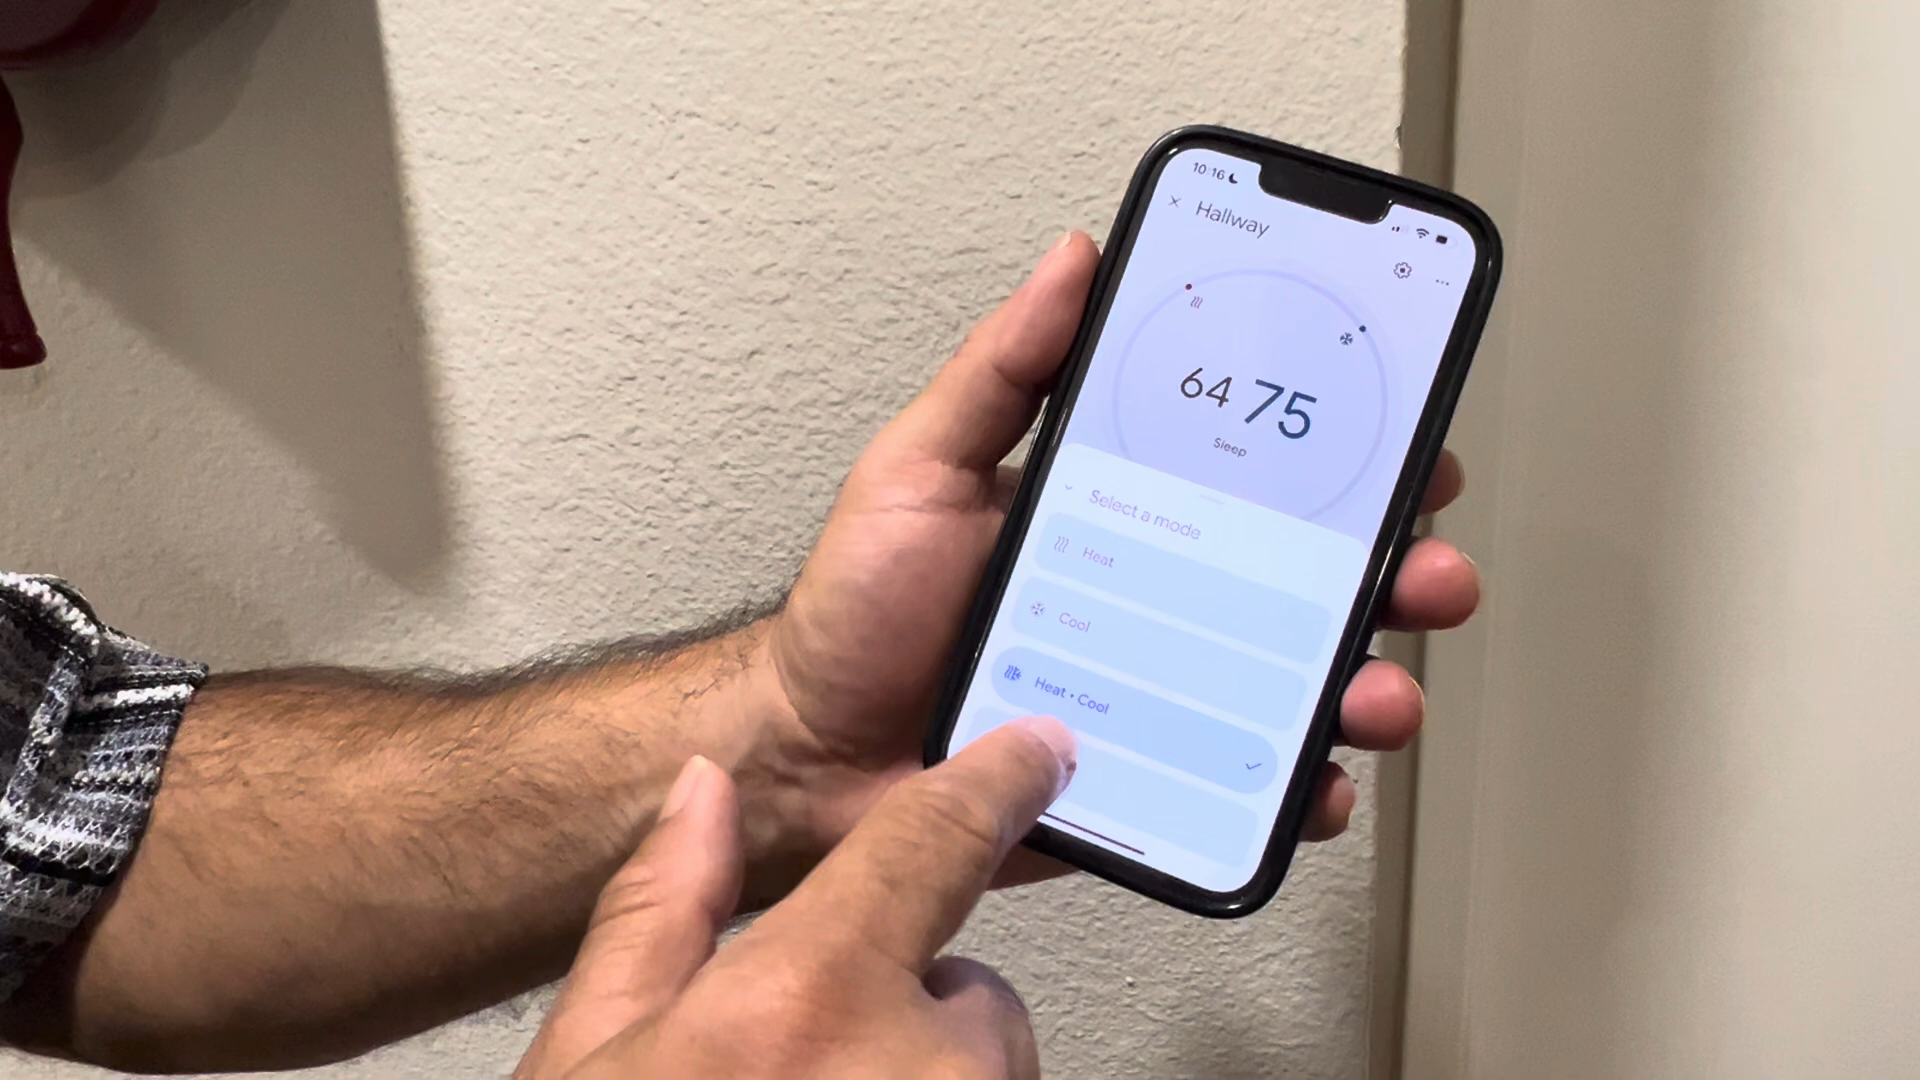 10:16
Hallway
64 75
Sleep
Select a mode
Heat
Cool
Heat • Cool